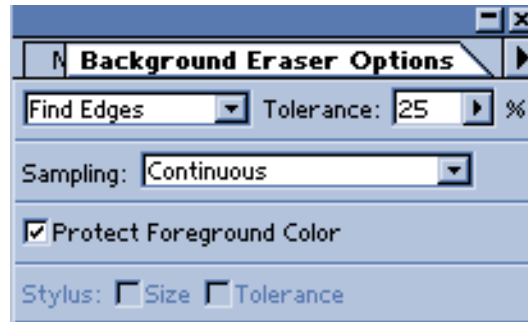 N Background Eraser Options
Find Edges Tolerance: 25 %
Sampling: Continuous
Protect Foreground Color
Stylus: Size Tolerance